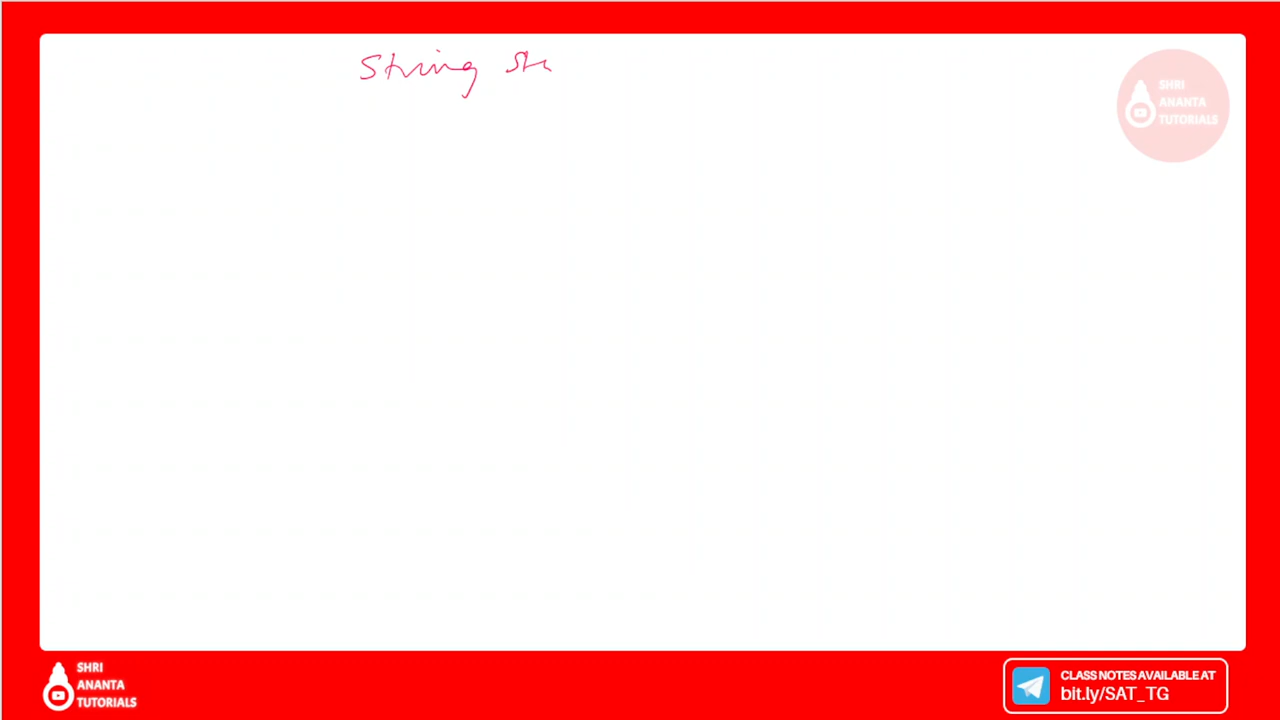 String St
SHRI
ANANTA
TUTORIALS
SHRI
ANANTA
TUTORIALS
CLASS NOTES AVAILABLE AT
bit.ly/SAT_TG